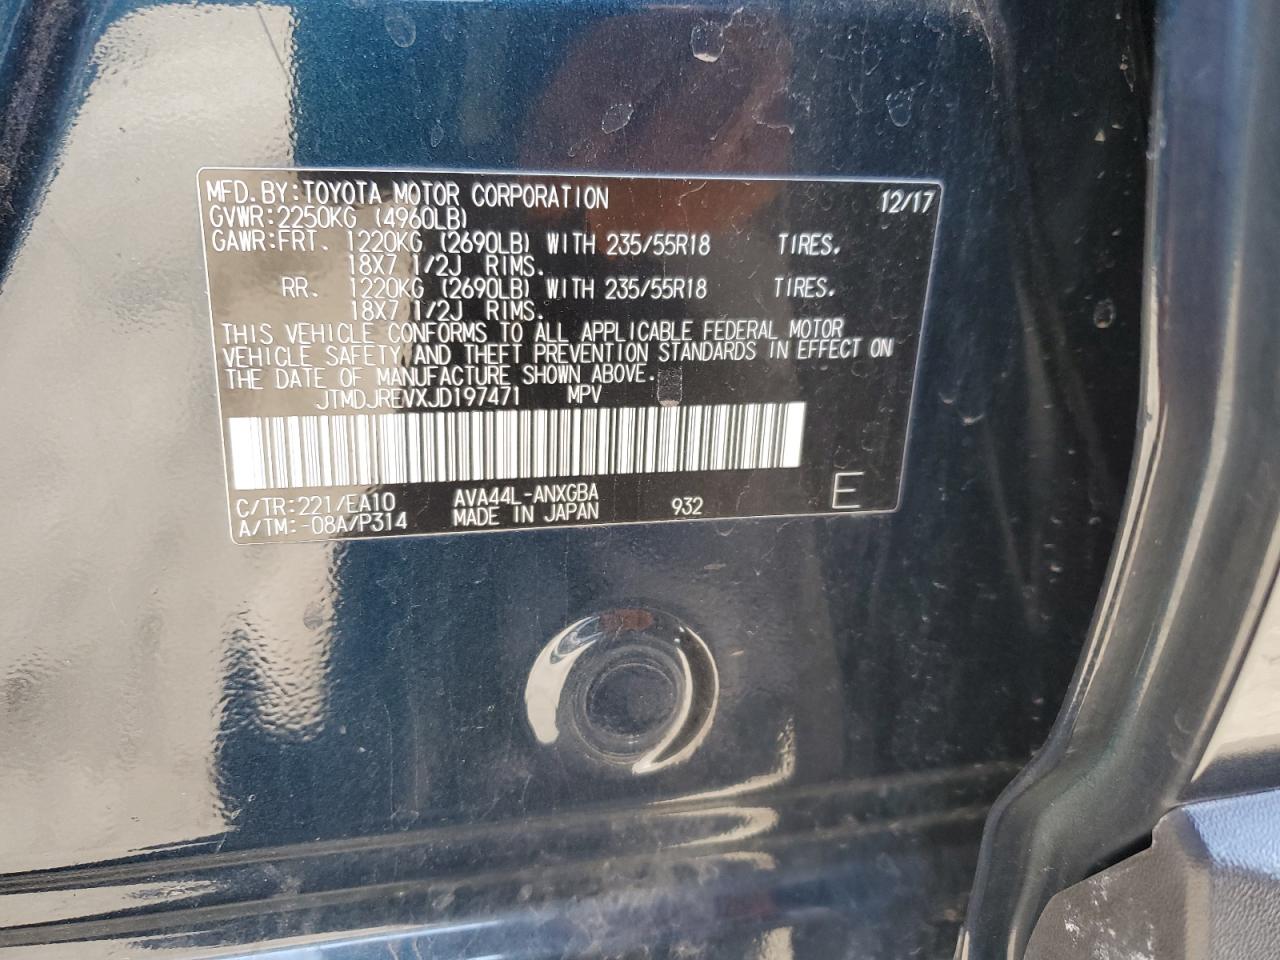 MFD.BY:TOYOTA MOTOR CORPORATION 12/17
GVWR:2250KG (4960LB)
GAWR:FRT. 1220KG (2690LB) WITH 235/55R18 TIRES.
18X7 1/2J RIMS.
RR. 1220KG (2690LB) WITH 235/55R18 TIRES.
18X7 1/2J RIMS.
THIS VEHICLE CONFORMS TO ALL APPLICABLE FEDERAL MOTOR
VEHICLE SAFETY AND THEFT PREVENTION STANDARDS IN EFFECT ON
THE DATE OF MANUFACTURE SHOWN ABOVE.
JTMDJREVXJD197471 MPV
C/TR:221/EA10 AVA44L-ANXGBA 932 E
A/TM:-08A/P314 MADE IN JAPAN